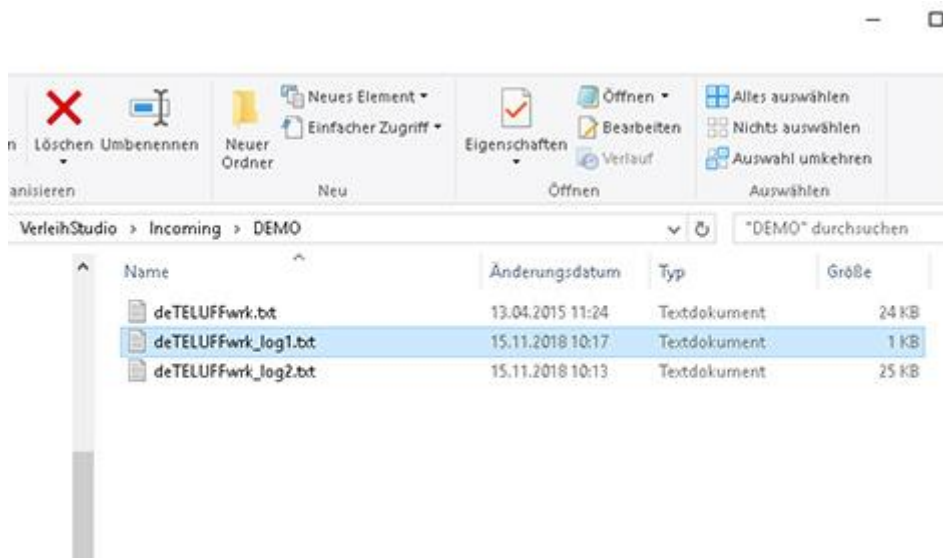 Neues Element
Öffnen
Alles auswählen
Einfacher Zugriff
Bearbeiten
Nichts auswählen
n Löschen Umbenennen
Neuer
Ordner
Eigenschaften
Verlauf
Auswahl umkehren
anisieren
Neu
Öffnen
Auswählen
VerleihStudio > Incoming > DEMO
"DEMO" durchsuchen
Name Änderungsdatum Typ Größe
deTELUFFwrk.txt 13.04.2015 11:24 Textdokument 24 KB
deTELUFFwrk_log1.txt 15.11.2018 10:17 Textdokument 1 KB
deTELUFFwrk_log2.txt 15.11.2018 10:13 Textdokument 25 KB